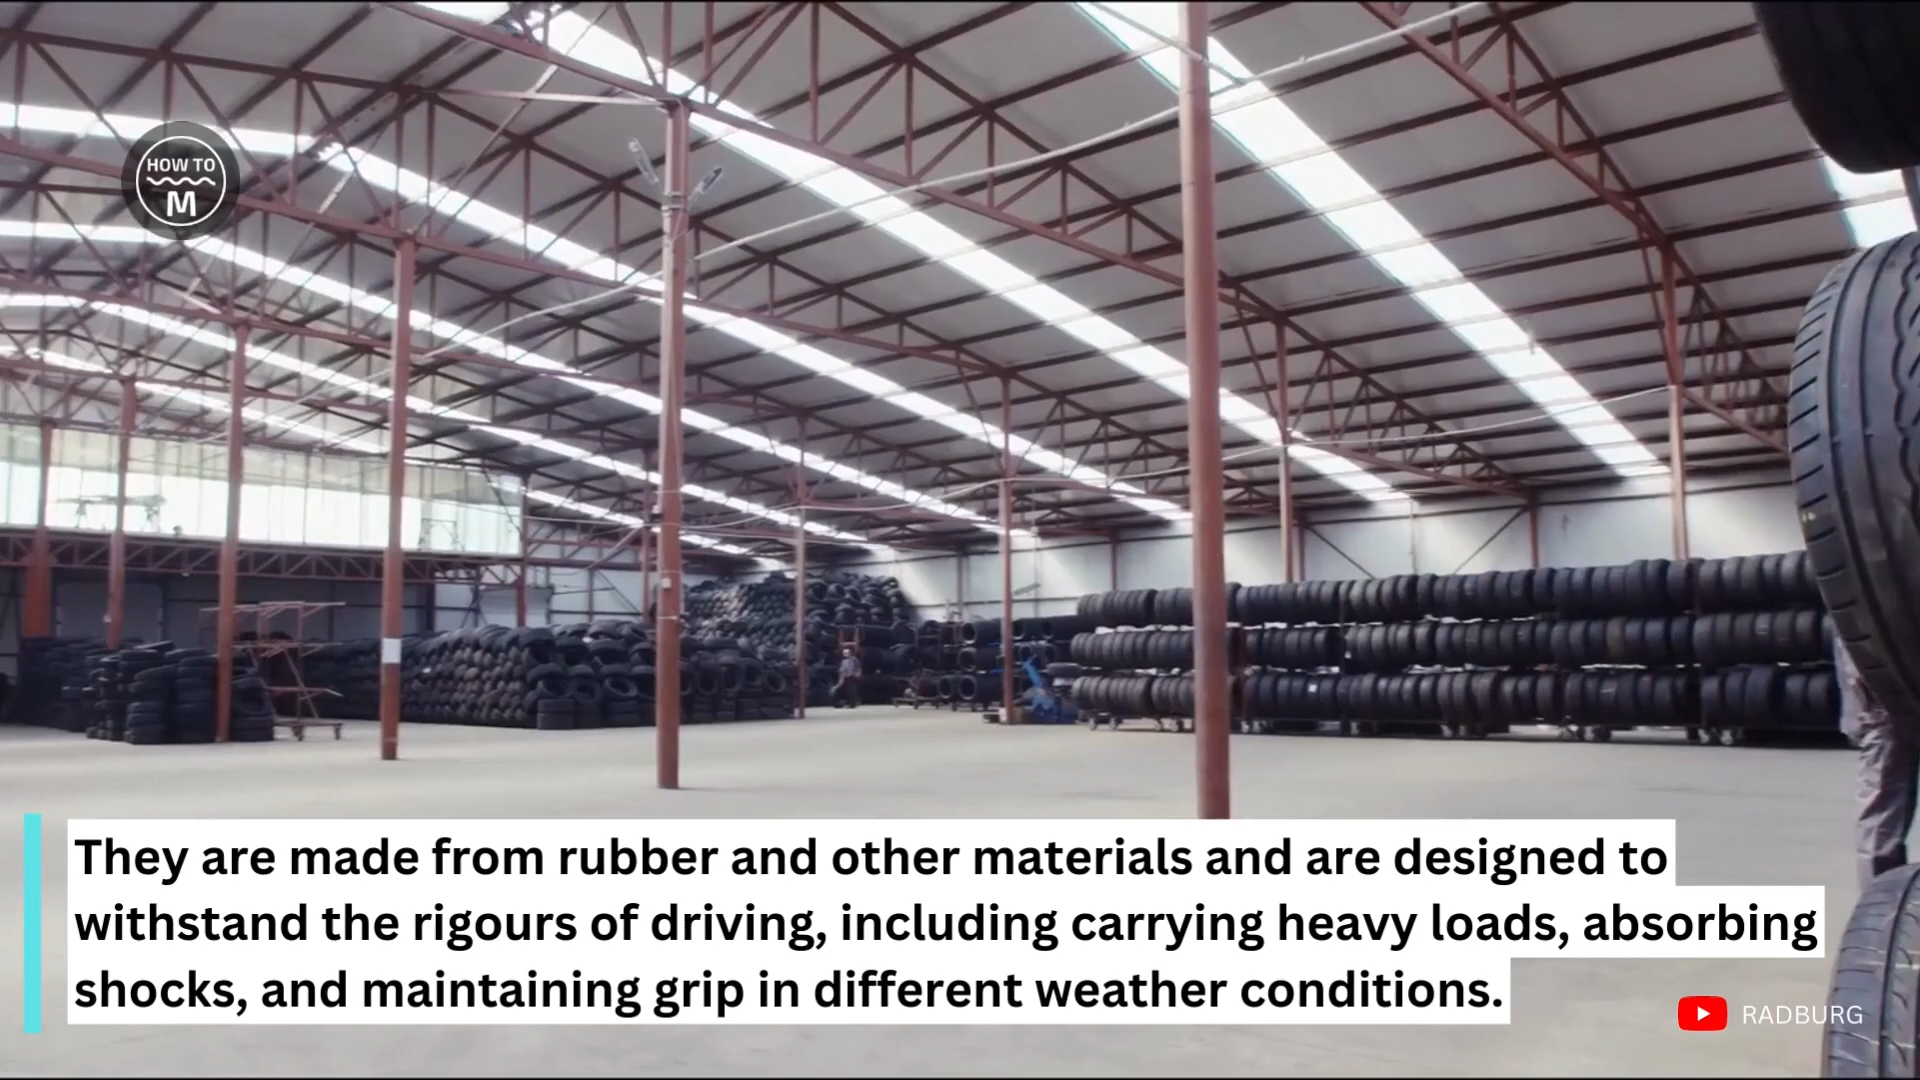 HOW TO
M
They are made from rubber and other materials and are designed to
withstand the rigours of driving, including carrying heavy loads, absorbing
shocks, and maintaining grip in different weather conditions.
RADBURG